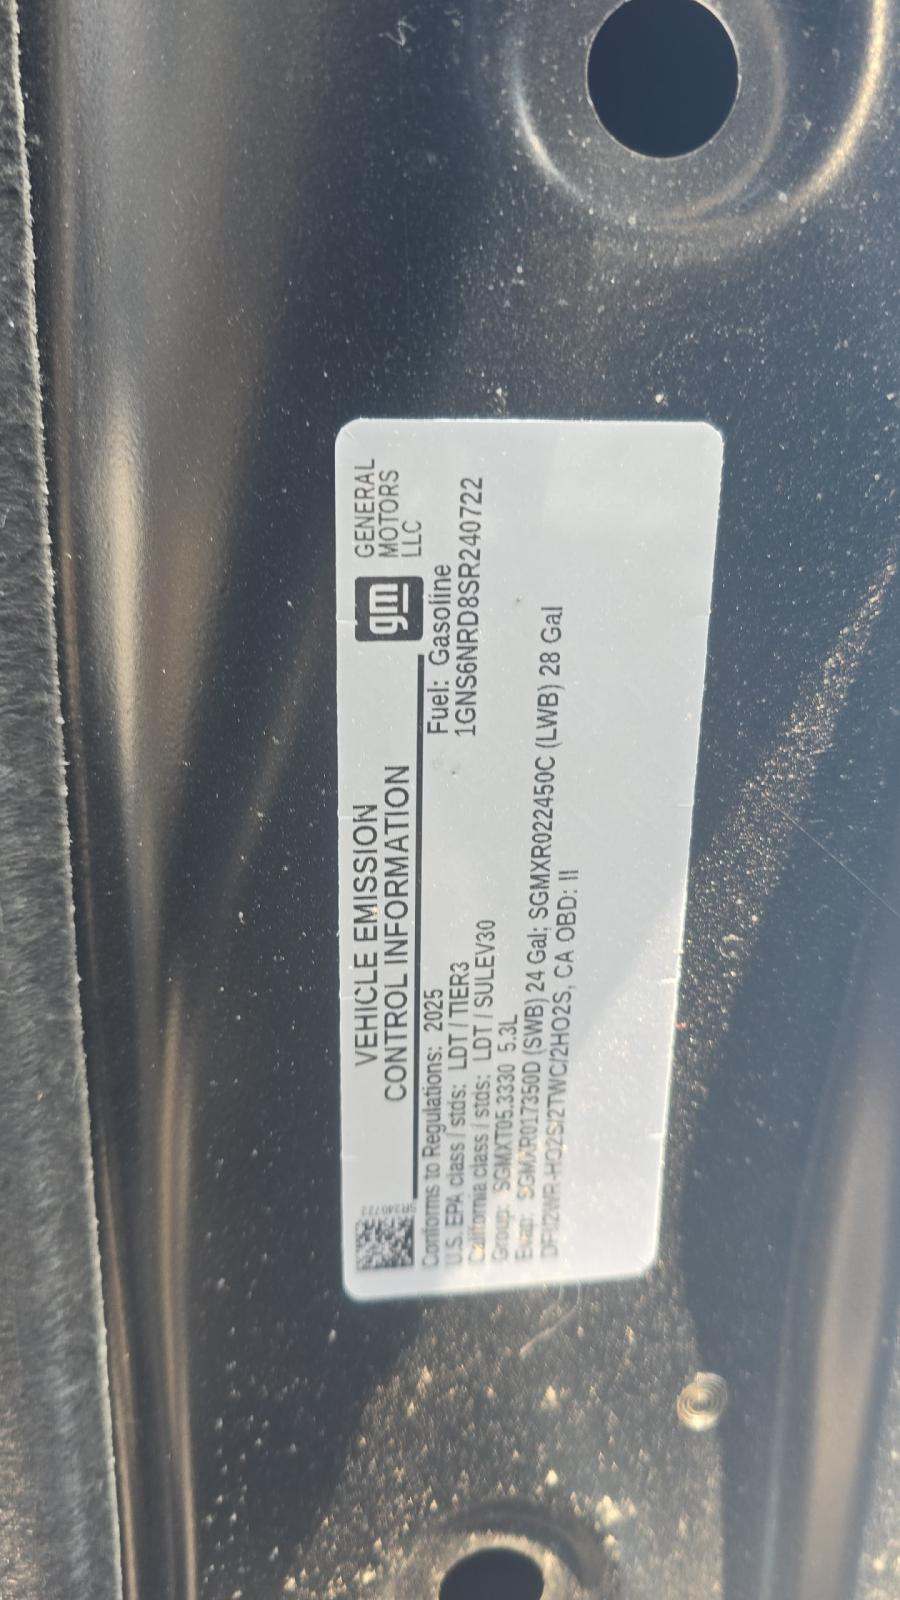 VEHICLE EMISSION
CONTROL INFORMATION
gm
GENERAL
MOTORS
LLC
Conforms to Regulations: 2025
Fuel: Gasoline
U.S. EPA class / stds: LDT / TIER3
1GNS6NRD8SR240722
California class / stds: LDT / SULEV30
Group: SGMXT05.3330 5.3L
Evap: SGMXR017350D (SWB) 24 Gal; SGMXR022450C (LWB) 28 Gal
DFI/2WR-HO2S/2TWC/2HO2S, CA OBD: II
SR240722